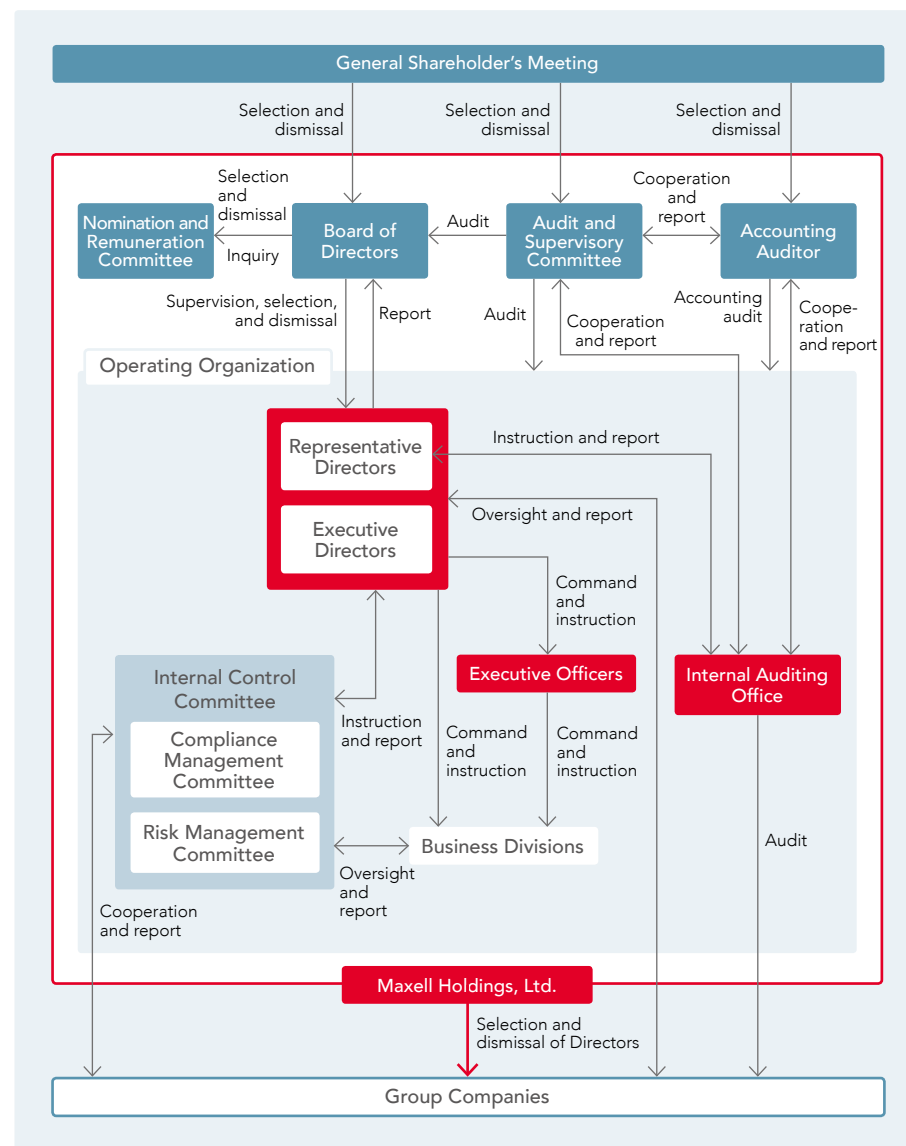 General Shareholder's Meeting
Selection and
dismissal
Selection and
dismissal
Selection and
dismissal
Selection
and
dismissal
Cooperation
and
report
Nomination and
Remuneration
Committee
Inquiry
Board of
Directors
Audit
Audit and
Supervisory
Committee
Accounting
Auditor
Supervision, selection,
and dismissal
Report
Audit
Cooperation
and report
Accounting
audit
Coope-
ration
and report
Operating Organization
Representative
Directors
Instruction and report
Oversight and report
Executive
Directors
Command
and
instruction
Internal Control
Committee
Executive Officers
Internal Auditing
Office
Instruction
and report
Command
and
instruction
Command
and
instruction
Compliance
Management
Committee
Risk Management
Committee
Business Divisions
Audit
Oversight
and
report
Cooperation
and report
Maxell Holdings, Ltd.
Selection and
dismissal of Directors
Group Companies